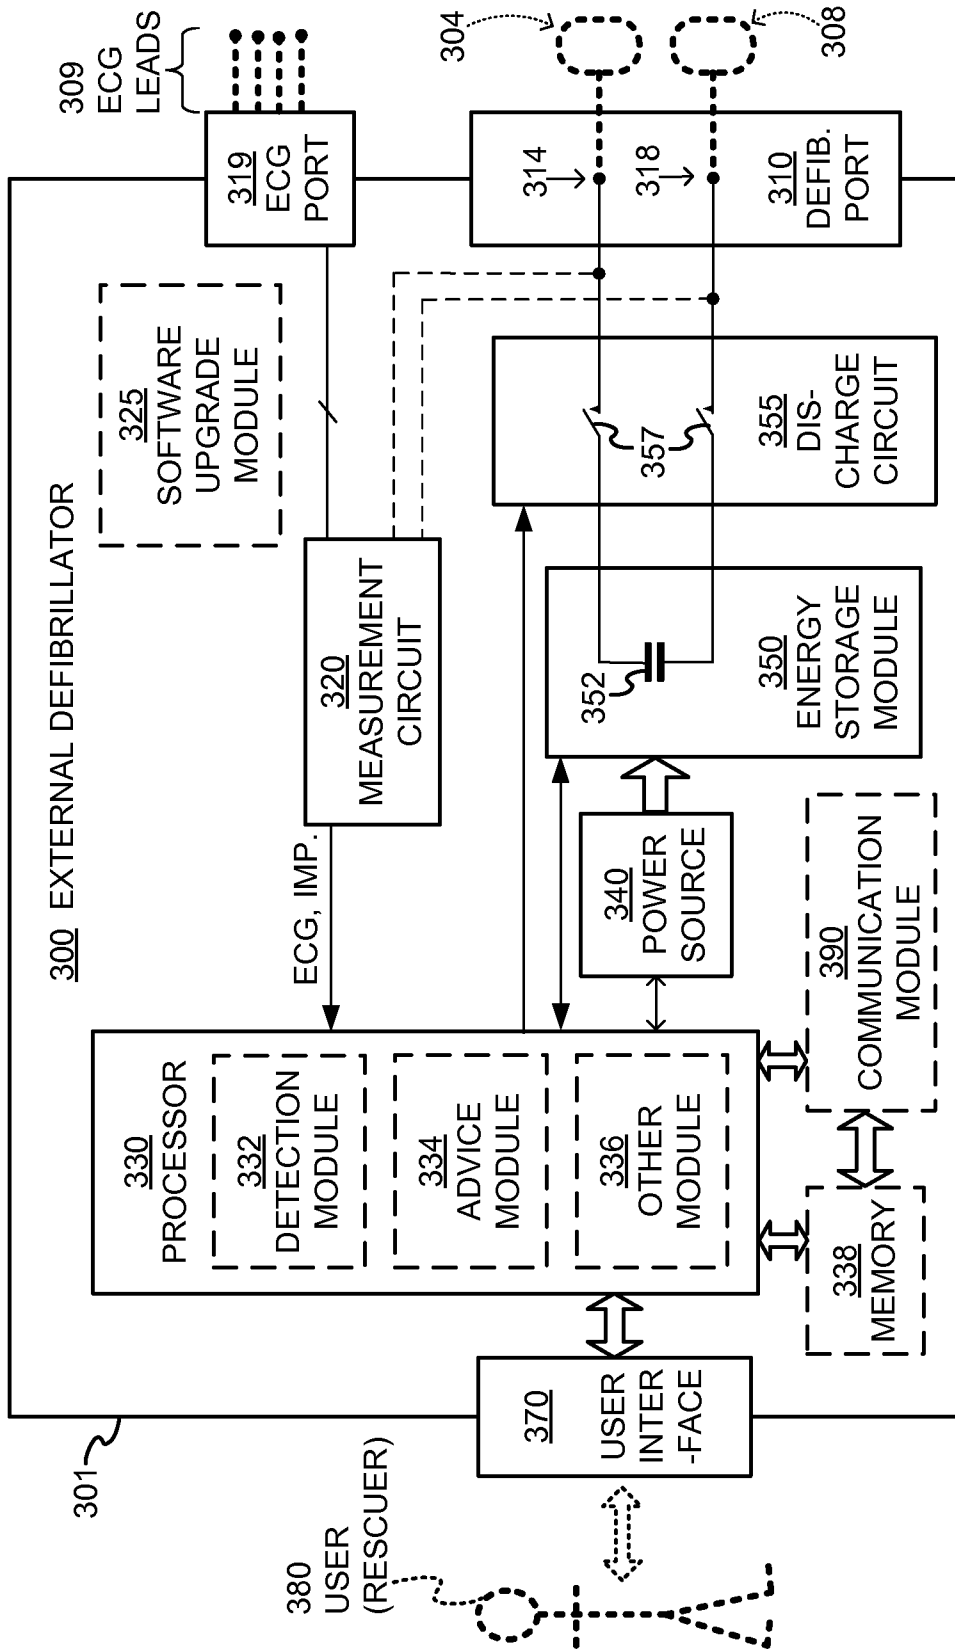 300 EXTERNAL DEFIBRILLATOR
301
380
USER
(RESCUER)
370
USER
INTER
-FACE
330
PROCESSOR
332
DETECTION
MODULE
334
ADVICE
MODULE
336
OTHER
MODULE
338
MEMORY
390
COMMUNICATION
MODULE
ECG, IMP.
320
MEASUREMENT
CIRCUIT
325
SOFTWARE
UPGRADE
MODULE
340
POWER
SOURCE
352
350
ENERGY
STORAGE
MODULE
357
355
DIS-
CHARGE
CIRCUIT
319
ECG
PORT
309
ECG
LEADS
314
318
310
DEFIB.
PORT
304
308